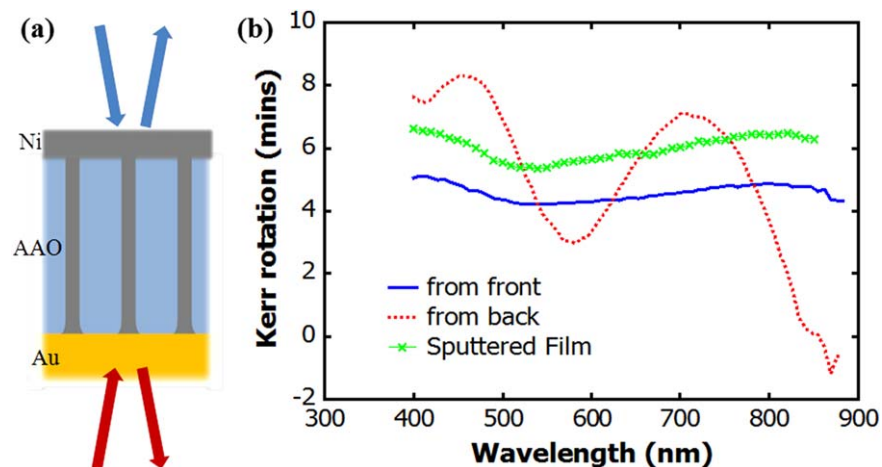 (a)
Ni
AAO
Au
(b)
Kerr rotation (mins)
10
8
6
4
2
0
-2
from front
from back
Sputtered Film
300 400 500 600 700 800 900
Wavelength (nm)